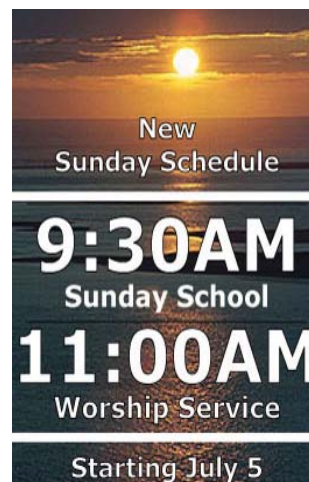 New
Sunday Schedule
9:30AM
Sunday School
11:00AM
Worship Service
Starting July 5